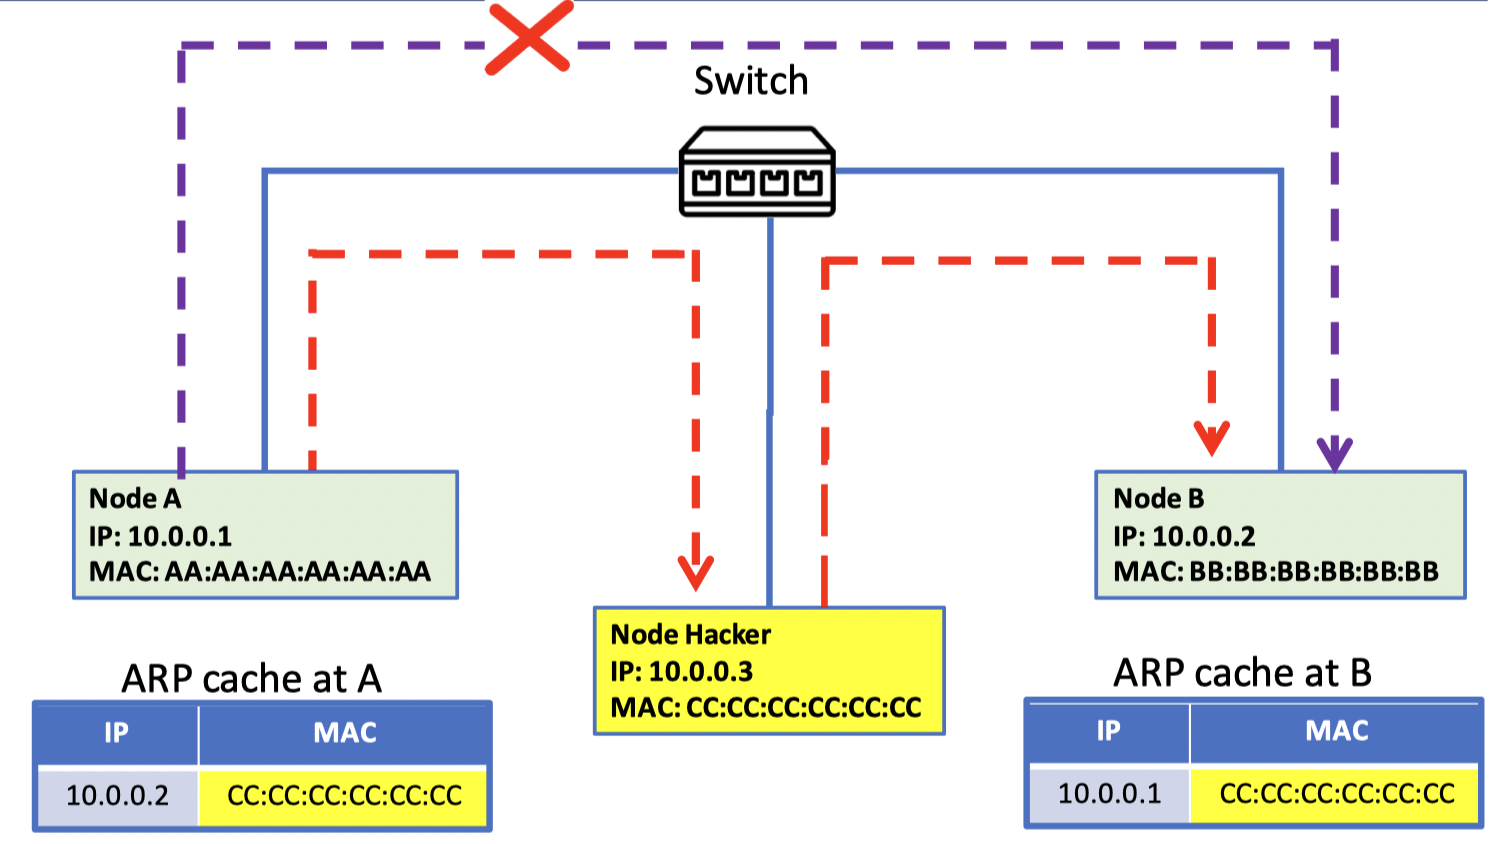 Switch
Node A
IP: 10.0.0.1
MAC: AA:AA:AA:AA:AA:AA
Node B
IP: 10.0.0.2
MAC: BB:BB:BB:BB:BB:BB
Node Hacker
IP: 10.0.0.3
MAC: CC:CC:CC:CC:CC:CC
ARP cache at A
IP MAC
10.0.0.2 CC:CC:CC:CC:CC:CC
ARP cache at B
IP MAC
10.0.0.1 CC:CC:CC:CC:CC:CC